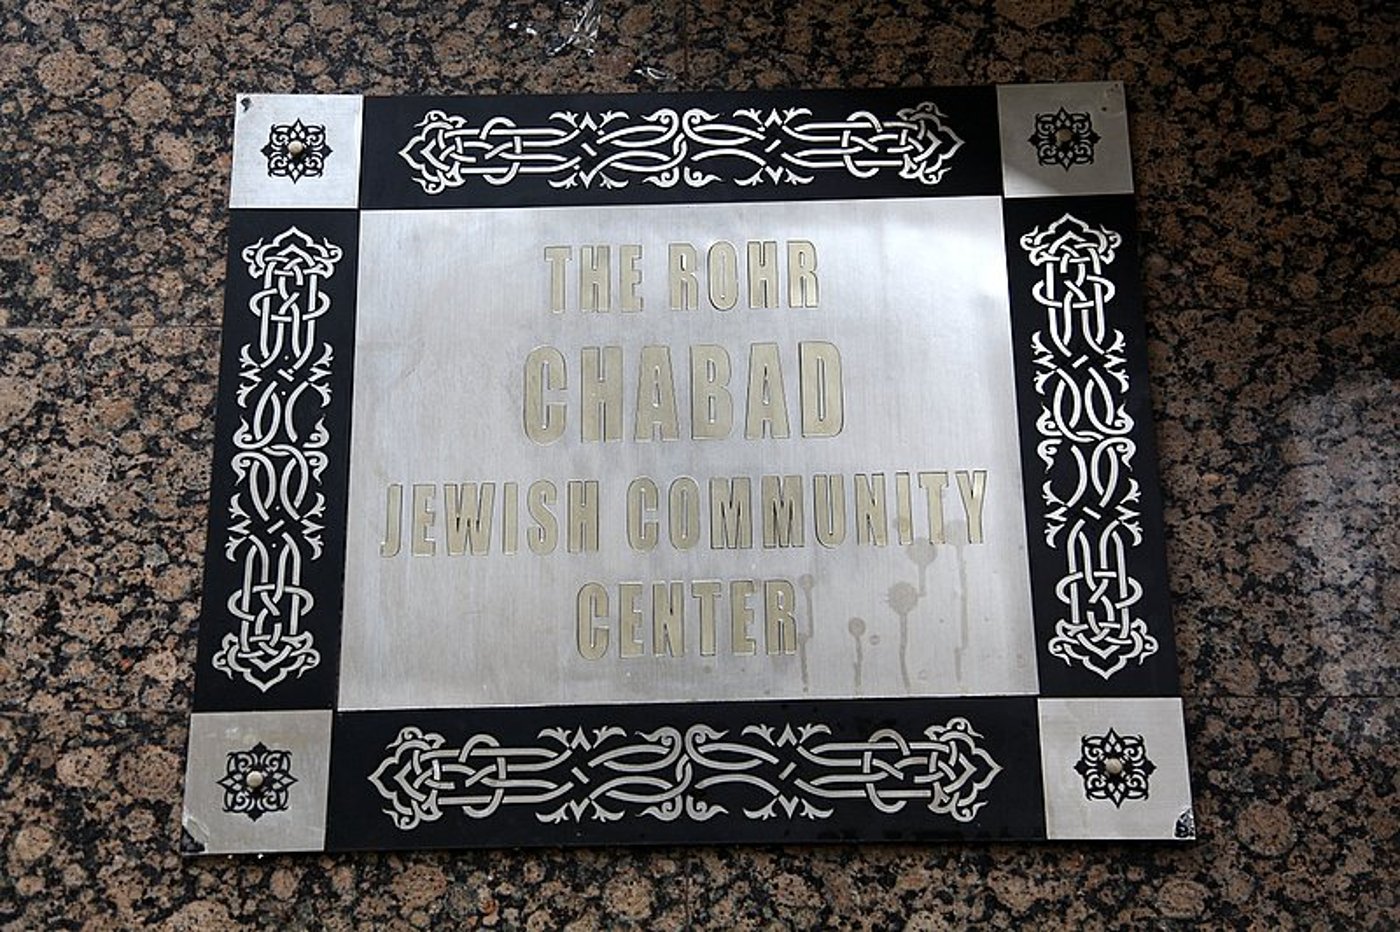 THE ROHR
CHABAD
JEWISH COMMUNITY
CENTER